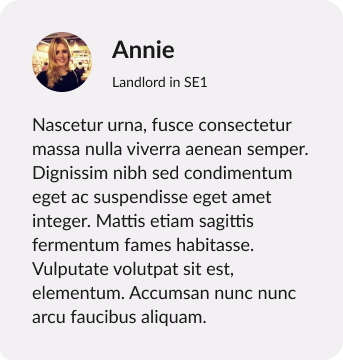 Annie
Landlord in SE1
Nascetur urna, fusce consectetur
massa nulla viverra aenean semper.
Dignissim nibh sed condimentum
eget ac suspendisse eget amet
integer. Mattis etiam sagittis
fermentum fames habitasse.
Vulputate volutpat sit est,
elementum. Accumsan nunc nunc
arcu faucibus aliquam.